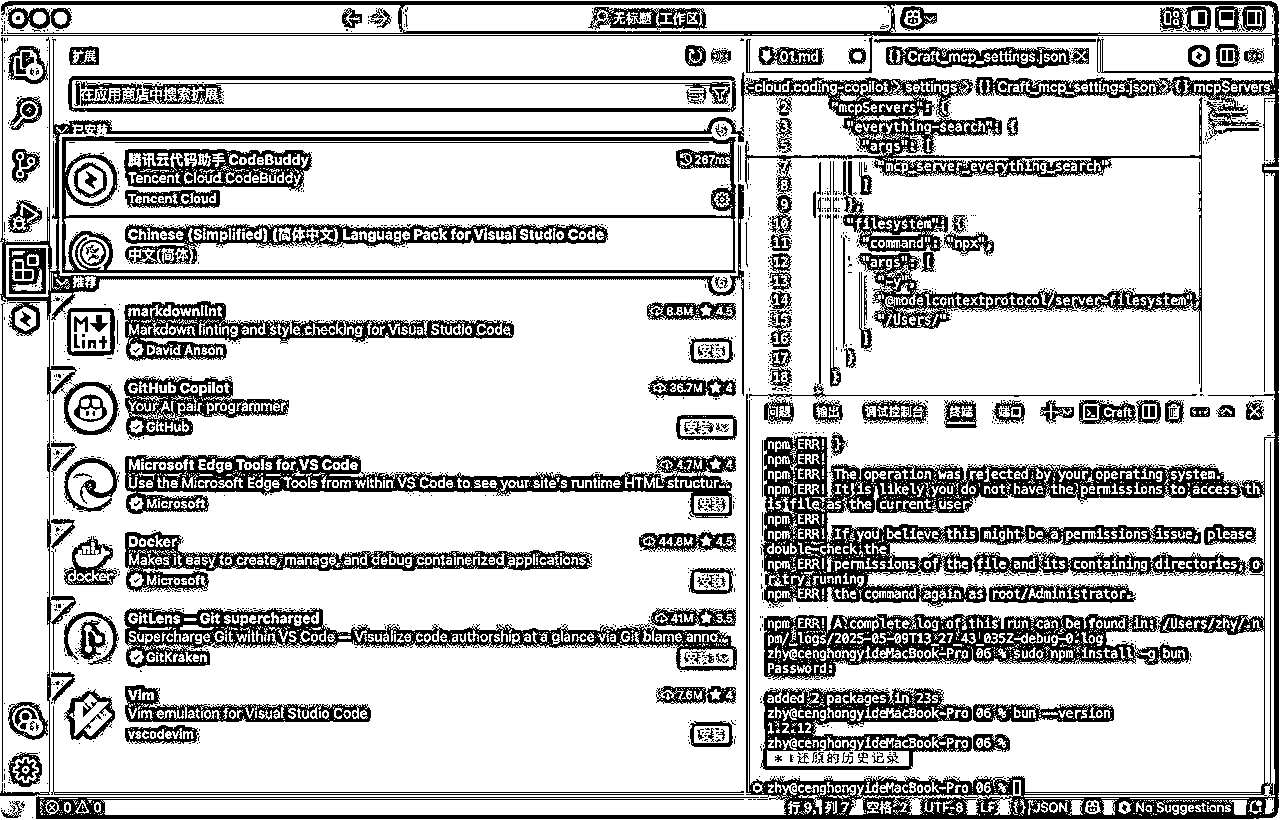 无标题 (工作区)
扩展
在应用商店中搜索扩展
已安装
腾讯云代码助手 CodeBuddy
267ms
Tencent Cloud CodeBuddy
Tencent Cloud
Chinese (Simplified) (简体中文) Language Pack for Visual Studio Code
中文(简体)
推荐
markdownlint
8.8M 4.5
Markdown linting and style checking for Visual Studio Code
David Anson
安装
GitHub Copilot
36.7M 4
Your AI pair programmer
GitHub
安装
Microsoft Edge Tools for VS Code
4.7M 4
Use the Microsoft Edge Tools from within VS Code to see your site's runtime HTML structur...
Microsoft
安装
Docker
44.8M 4.5
Makes it easy to create, manage, and debug containerized applications.
Microsoft
安装
GitLens — Git supercharged
41M 3.5
Supercharge Git within VS Code — Visualize code authorship at a glance via Git blame anno...
GitKraken
安装
Vim
7.6M 4
Vim emulation for Visual Studio Code
vscodevim
安装
01.md
{} Craft_mcp_settings.json
-cloud.coding-copilot > settings > {} Craft_mcp_settings.json > {} mcpServers
2 "mcpServers": {
3 "everything-search": {
"args": [
7 "mcp_server_everything_search"
8 ]
9 },
10 "filesystem": {
11 "command": "npx",
12 "args": [
13 "-y",
14 "@modelcontextprotocol/server-filesystem",
15 "/Users/"
16 ]
17 }
18 }
问题 输出 调试控制台 终端 端口 Craft
npm ERR! }
npm ERR!
npm ERR! The operation was rejected by your operating system.
npm ERR! It is likely you do not have the permissions to access th
is file as the current user
npm ERR!
npm ERR! If you believe this might be a permissions issue, please
double-check the
npm ERR! permissions of the file and its containing directories, o
r try running
npm ERR! the command again as root/Administrator.
npm ERR! A complete log of this run can be found in: /Users/zhy/.n
pm/_logs/2025-05-09T13_27_43_035Z-debug-0.log
zhy@cenghongyideMacBook-Pro 06 % sudo npm install -g bun
Password:
added 2 packages in 23s
zhy@cenghongyideMacBook-Pro 06 % bun --version
1.2.12
zhy@cenghongyideMacBook-Pro 06 %
* 还原的历史记录
zhy@cenghongyideMacBook-Pro 06 %
0 0
行 9, 列 7 空格: 2 UTF-8 LF {} JSON No Suggestions